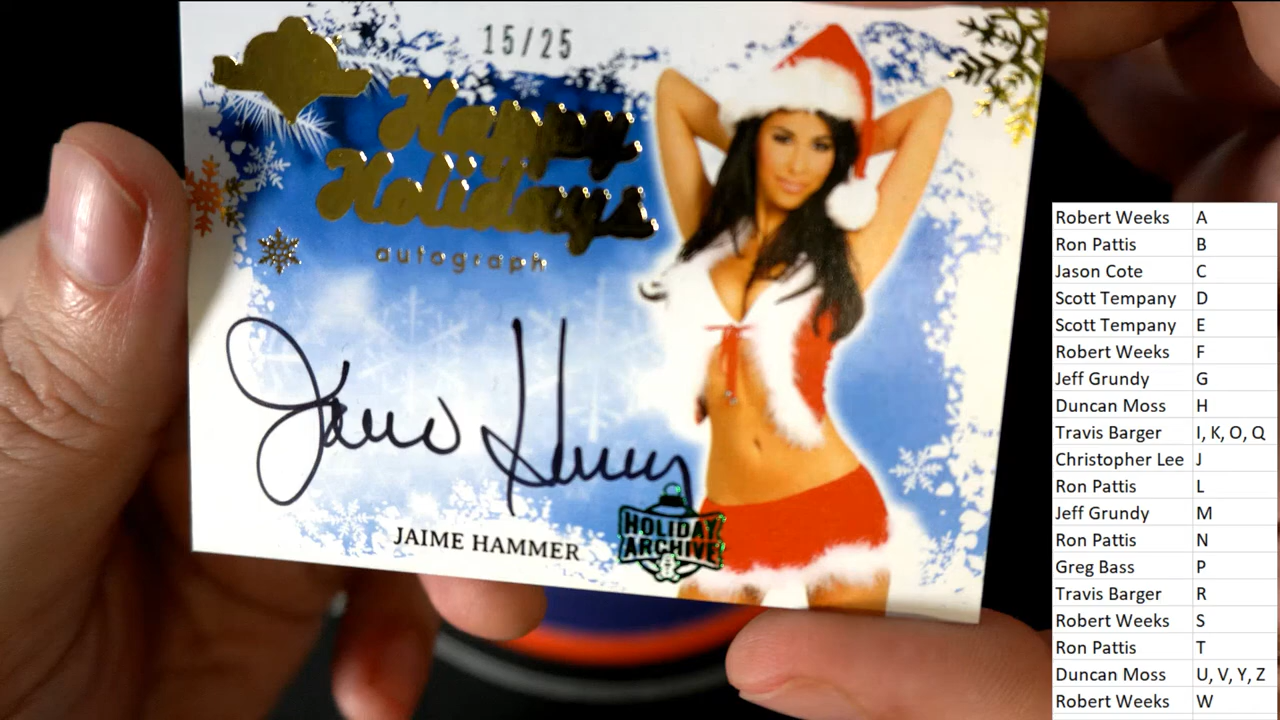 15/25
Happy
Holidays
autograph
Jaime Hammer
JAIME HAMMER
HOLIDAY
ARCHIVE
Robert Weeks A
Ron Pattis B
Jason Cote C
Scott Tempany D
Scott Tempany E
Robert Weeks F
Jeff Grundy G
Duncan Moss H
Travis Barger I, K, O, Q
Christopher Lee J
Ron Pattis L
Jeff Grundy M
Ron Pattis N
Greg Bass P
Travis Barger R
Robert Weeks S
Ron Pattis T
Duncan Moss U, V, Y, Z
Robert Weeks W